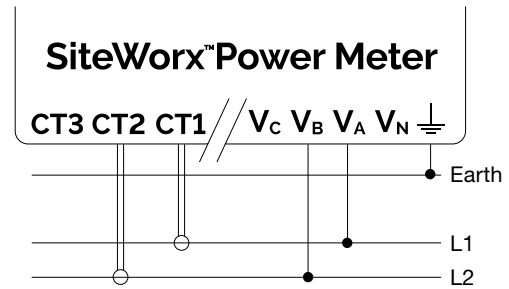 SiteWorx™ Power Meter
CT3 CT2 CT1 VC VB VA VN
Earth
L1
L2